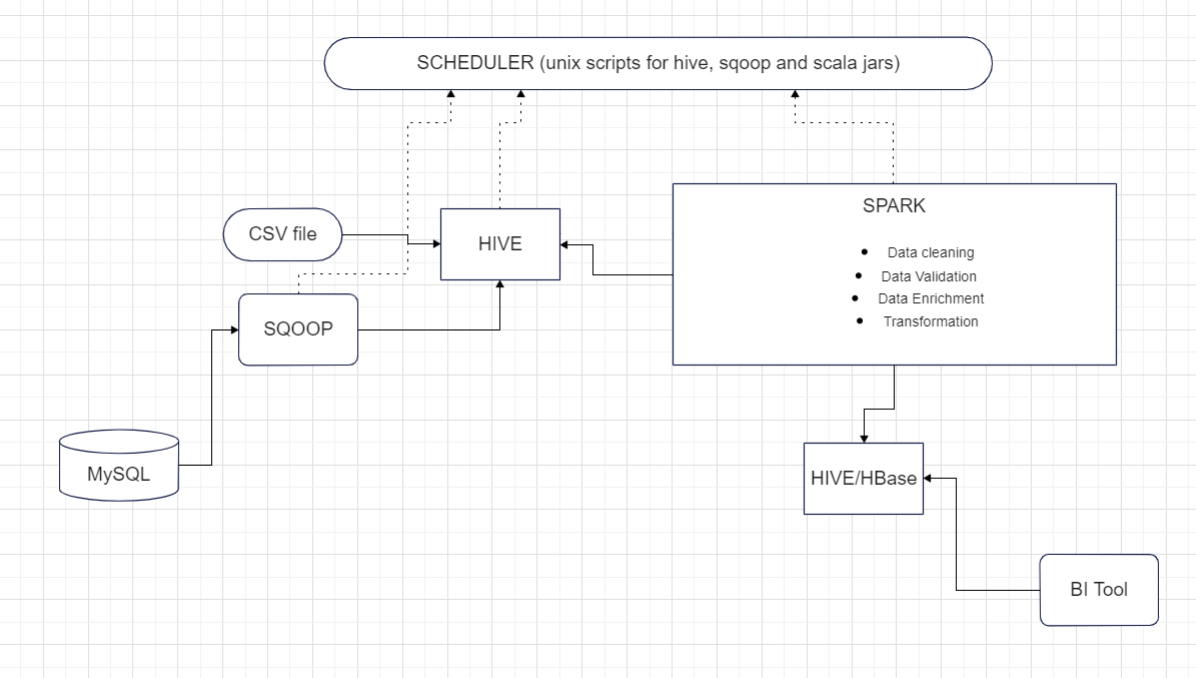 SCHEDULER (unix scripts for hive, sqoop and scala jars)
CSV file
HIVE
SPARK
Data cleaning
Data Validation
Data Enrichment
Transformation
SQOOP
MySQL
HIVE/HBase
BI Tool